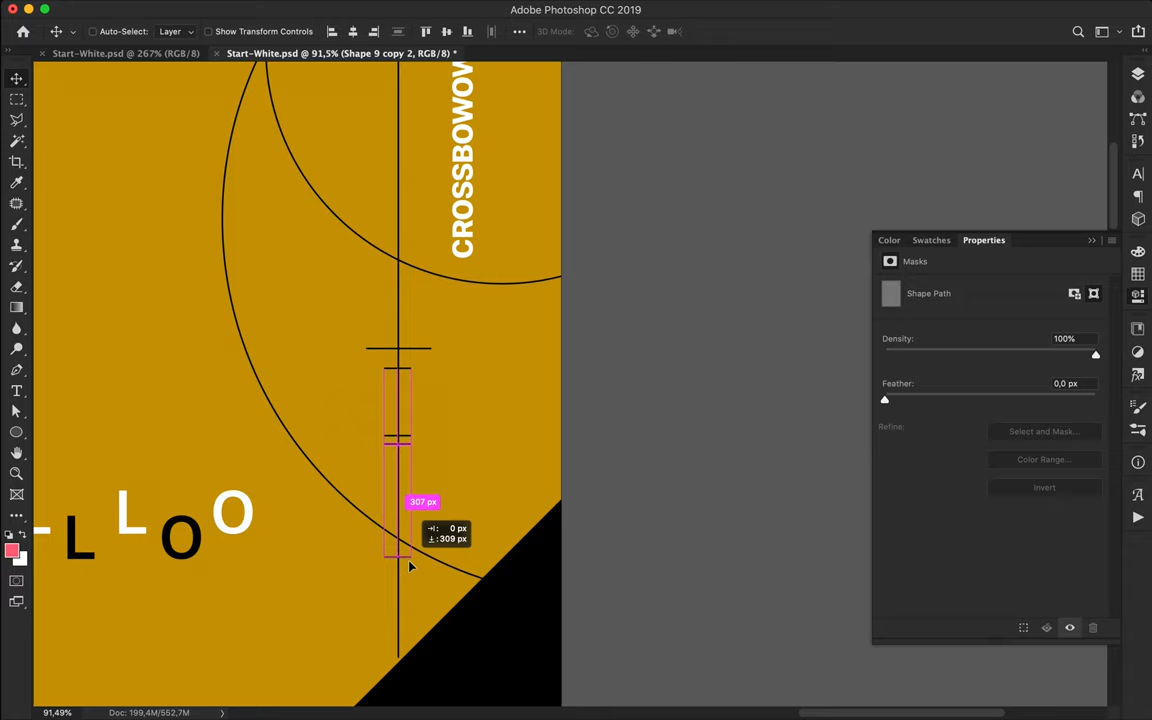 Adobe Photoshop CC 2019
Auto-Select: Layer Show Transform Controls 3D Mode:
Start-White.psd @ 267% (RGB/8) Start-White.psd @ 91,5% (Shape 9 copy 2, RGB/8) *
CROSSBOWOW
Color Swatches Properties
Masks
Shape Path
Density: 100%
Feather: 0,0 px
Refine: Select and Mask...
Color Range...
Invert
307 px
0 px
309 px
L L O O
91,49% Doc: 199,4M/552,7M